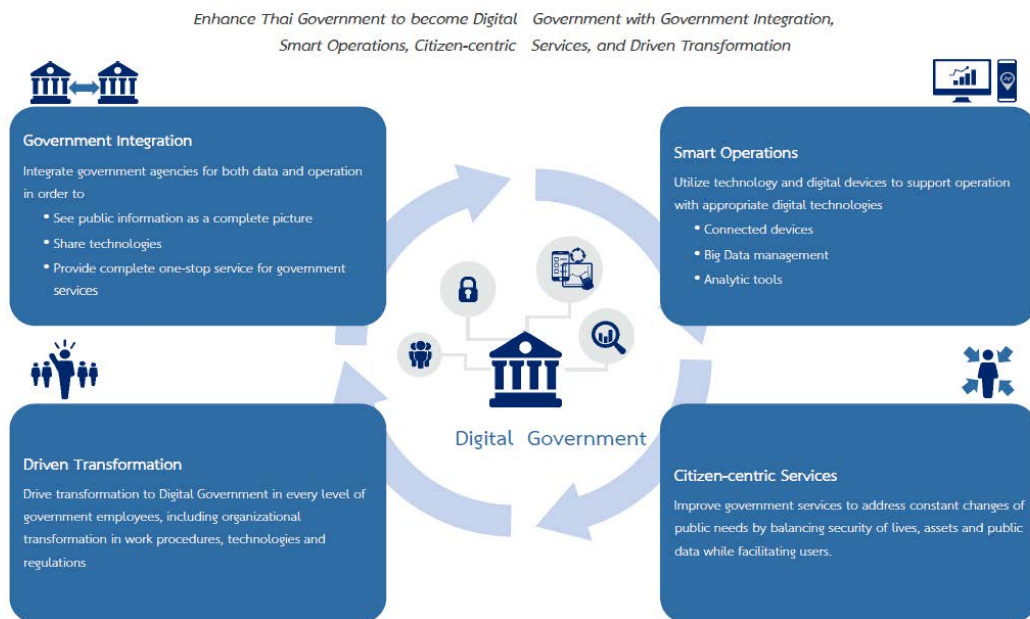 Enhance Thai Government to become Digital Government with Government Integration,
Smart Operations, Citizen-centric Services, and Driven Transformation
Government Integration
Integrate government agencies for both data and operation
in order to
• See public information as a complete picture
• Share technologies
• Provide complete one-stop service for government
services
Smart Operations
Utilize technology and digital devices to support operation
with appropriate digital technologies
• Connected devices
• Big Data management
• Analytic tools
Digital Government
Driven Transformation
Drive transformation to Digital Government in every level of
government employees, including organizational
transformation in work procedures, technologies and
regulations
Citizen-centric Services
Improve government services to address constant changes of
public needs by balancing security of lives, assets and public
data while facilitating users.